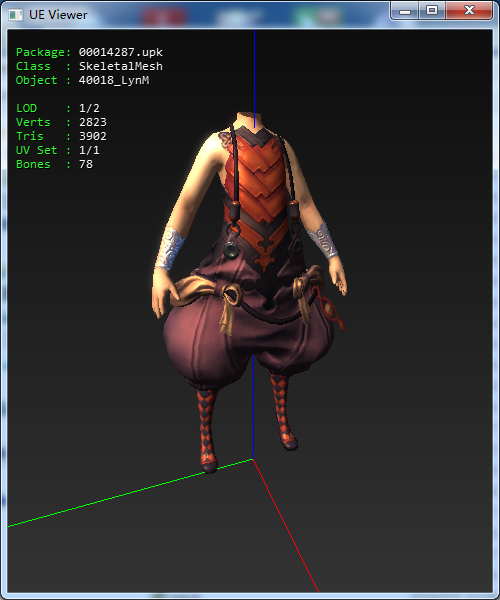 UE Viewer
Package: 00014287.upk
Class : SkeletalMesh
Object : 40018_LynM
LOD : 1/2
Verts : 2823
Tris : 3902
UV Set : 1/1
Bones : 78